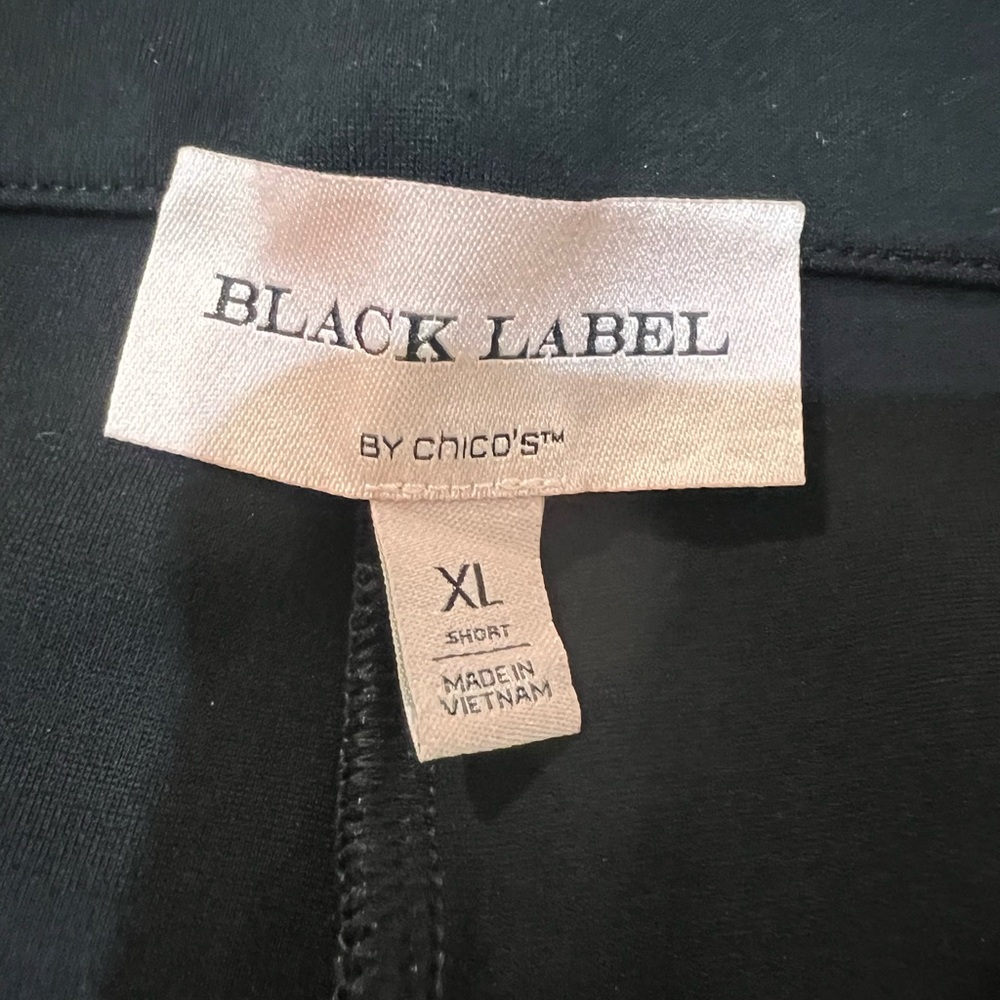 BLACK LABEL
BY chico's™
XL
SHORT
MADE IN
VIETNAM